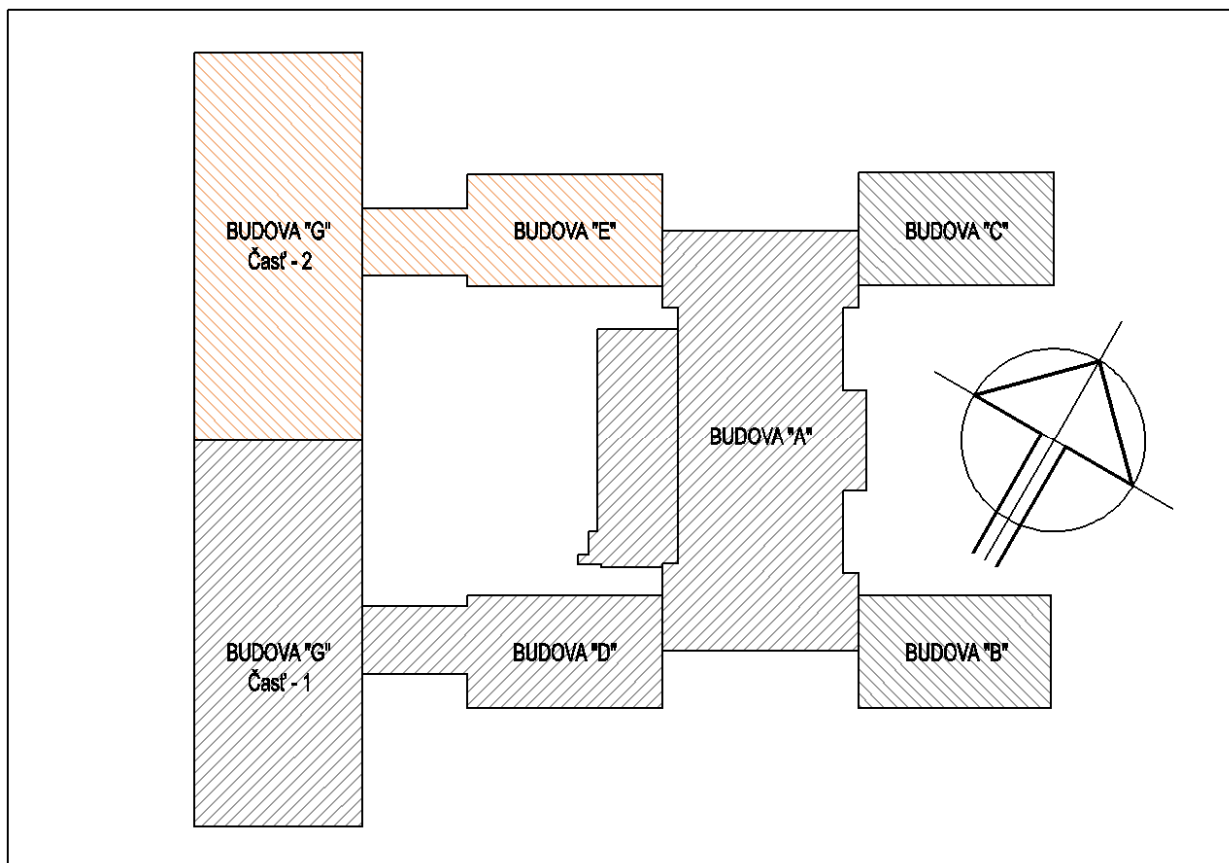 BUDOVA "G"
Časť - 2
BUDOVA "E"
BUDOVA "C"
BUDOVA "A"
BUDOVA "G"
Časť - 1
BUDOVA "D"
BUDOVA "B"